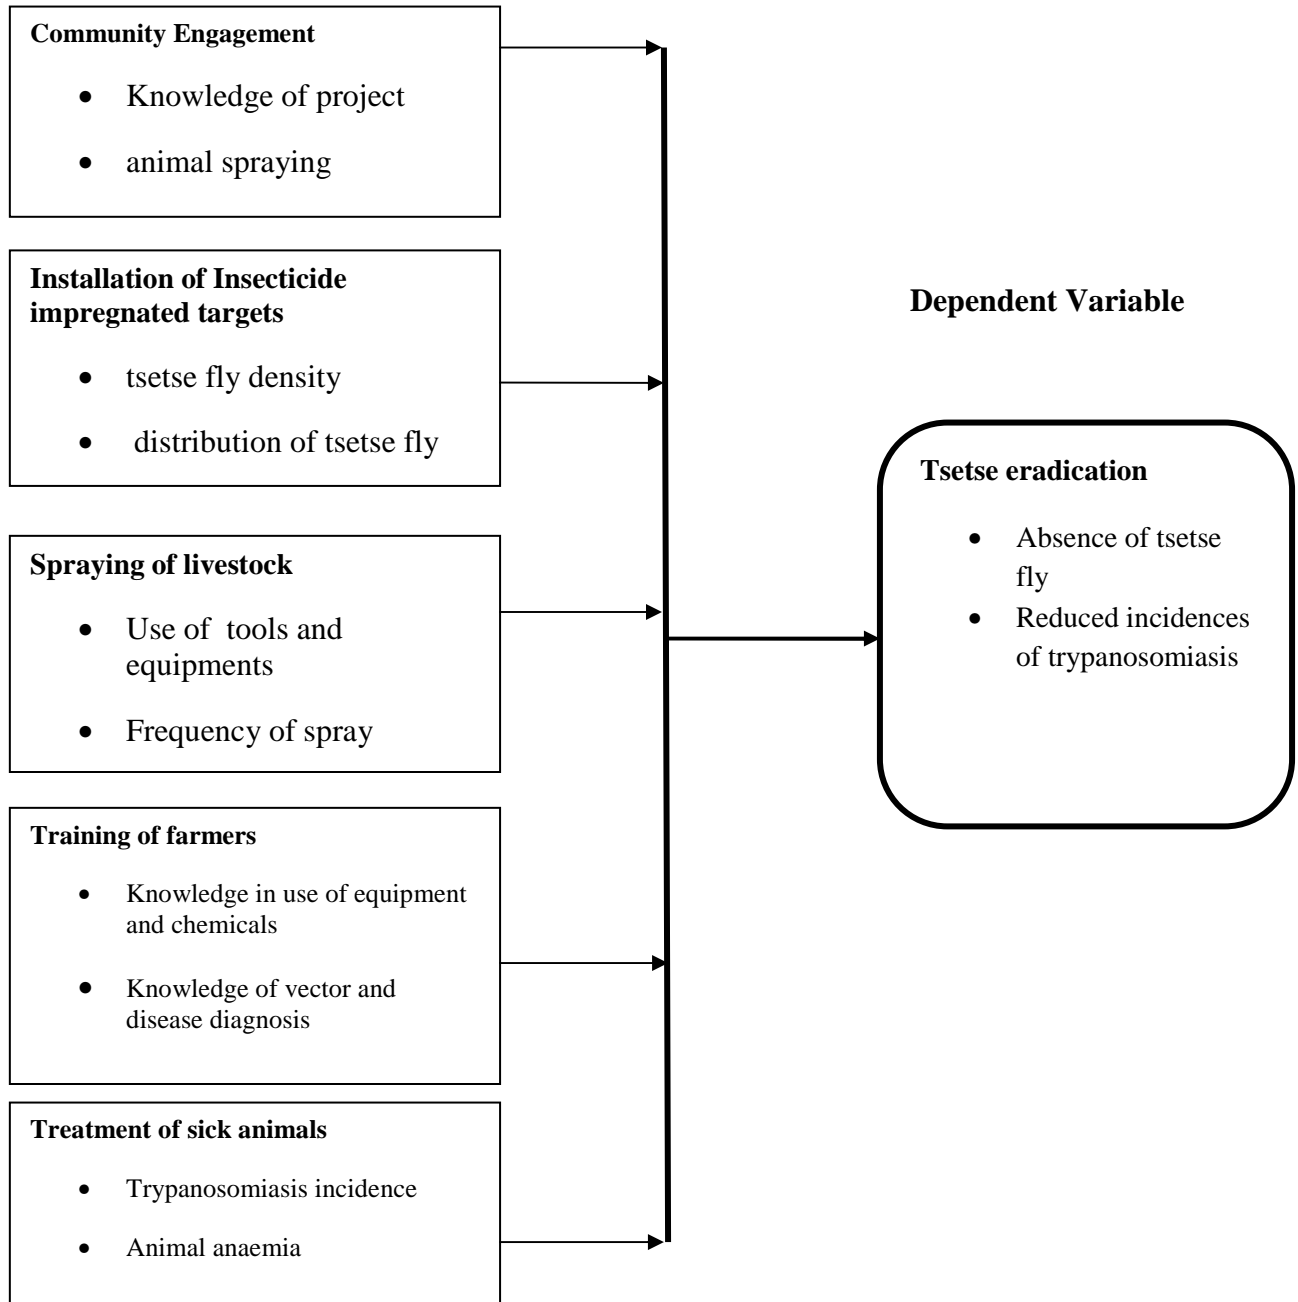 Community Engagement
• Knowledge of project
• animal spraying
Installation of Insecticide
impregnated targets
• tsetse fly density
• distribution of tsetse fly
Spraying of livestock
• Use of tools and
equipments
• Frequency of spray
Training of farmers
• Knowledge in use of equipment
and chemicals
• Knowledge of vector and
disease diagnosis
Treatment of sick animals
• Trypanosomiasis incidence
• Animal anaemia
Dependent Variable
Tsetse eradication
• Absence of tsetse
fly
• Reduced incidences
of trypanosomiasis